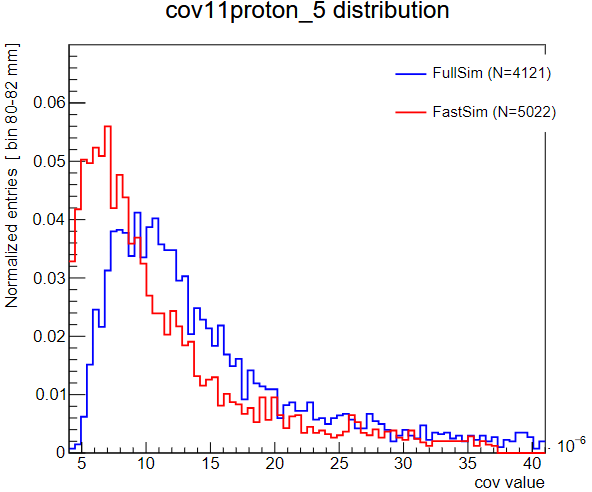 cov11proton_5 distribution
Normalized entries [ bin 80-82 mm]
FullSim (N=4121)
FastSim (N=5022)
0.06
0.05
0.04
0.03
0.02
0.01
0
5 10 15 20 25 30 35 40
×10⁻⁶
cov value